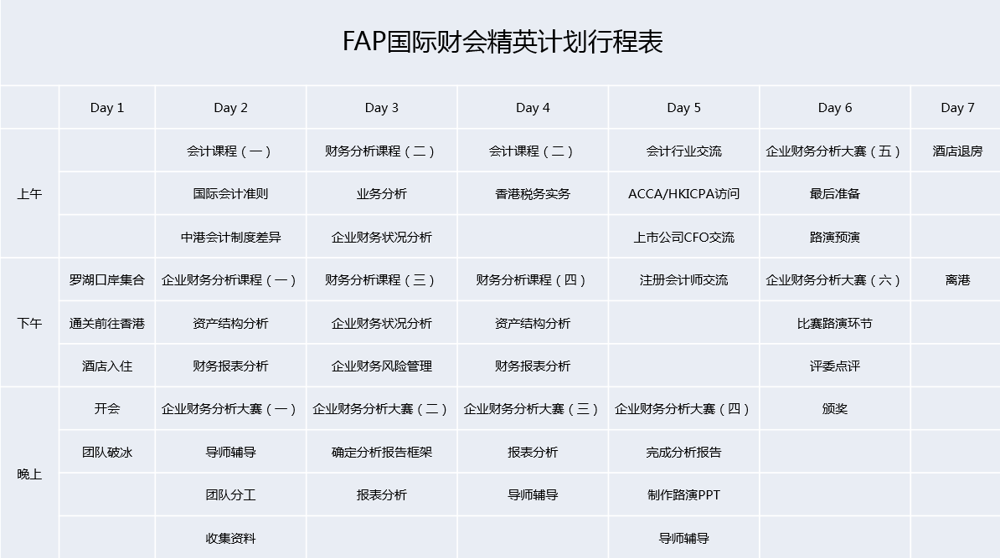 FAP国际财会精英计划行程表
Day 1 Day 2 Day 3 Day 4 Day 5 Day 6 Day 7
会计课程（一） 财务分析课程（二） 会计课程（二） 会计行业交流 企业财务分析大赛（五） 酒店退房
上午 国际会计准则 业务分析 香港税务实务 ACCA/HKICPA访问 最后准备
中港会计制度差异 企业财务状况分析 上市公司CFO交流 路演预演
罗湖口岸集合 企业财务分析课程（一） 财务分析课程（三） 财务分析课程（四） 注册会计师交流 企业财务分析大赛（六） 离港
下午 通关前往香港 资产结构分析 企业财务状况分析 资产结构分析 比赛路演环节
酒店入住 财务报表分析 企业财务风险管理 财务报表分析 评委点评
开会 企业财务分析大赛（一） 企业财务分析大赛（二） 企业财务分析大赛（三） 企业财务分析大赛（四） 颁奖
团队破冰 导师辅导 确定分析报告框架 报表分析 完成分析报告
晚上 团队分工 报表分析 导师辅导 制作路演PPT
收集资料 导师辅导